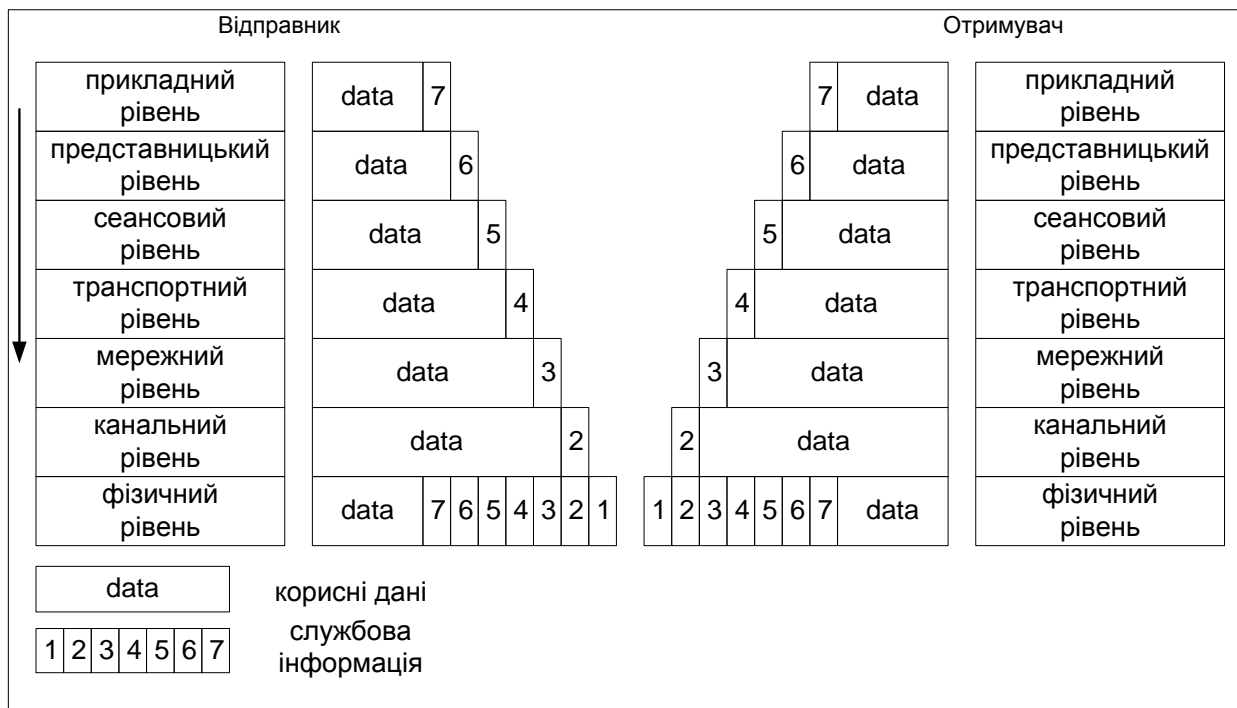 Відправник Отримувач
прикладний data 7 7 data прикладний
рівень рівень
представницький data 6 6 data представницький
рівень рівень
сеансовий data 5 5 data сеансовий
рівень рівень
транспортний data 4 4 data транспортний
рівень рівень
мережний data 3 3 data мережний
рівень рівень
канальний data 2 2 data канальний
рівень рівень
фізичний data 7 6 5 4 3 2 1 1 2 3 4 5 6 7 data фізичний
рівень рівень
data корисні дані
1 2 3 4 5 6 7 службова
інформація